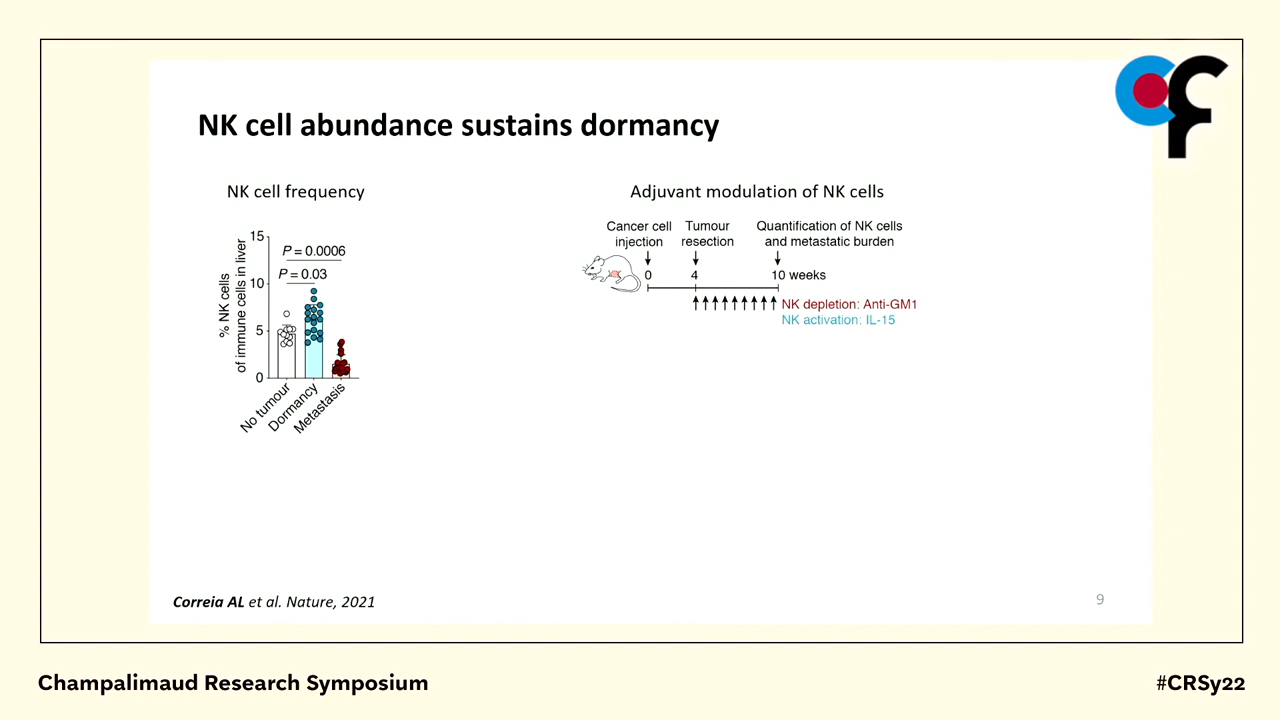 NK cell abundance sustains dormancy
NK cell frequency
% NK cells
of immune cells in liver
15
10
5
0
P = 0.0006
P = 0.03
No tumour
Dormancy
Metastasis
Adjuvant modulation of NK cells
Cancer cell
injection
Tumour
resection
Quantification of NK cells
and metastatic burden
0
4
10 weeks
NK depletion: Anti-GM1
NK activation: IL-15
Correia AL et al. Nature, 2021
9
cf
Champalimaud Research Symposium
#CRSy22